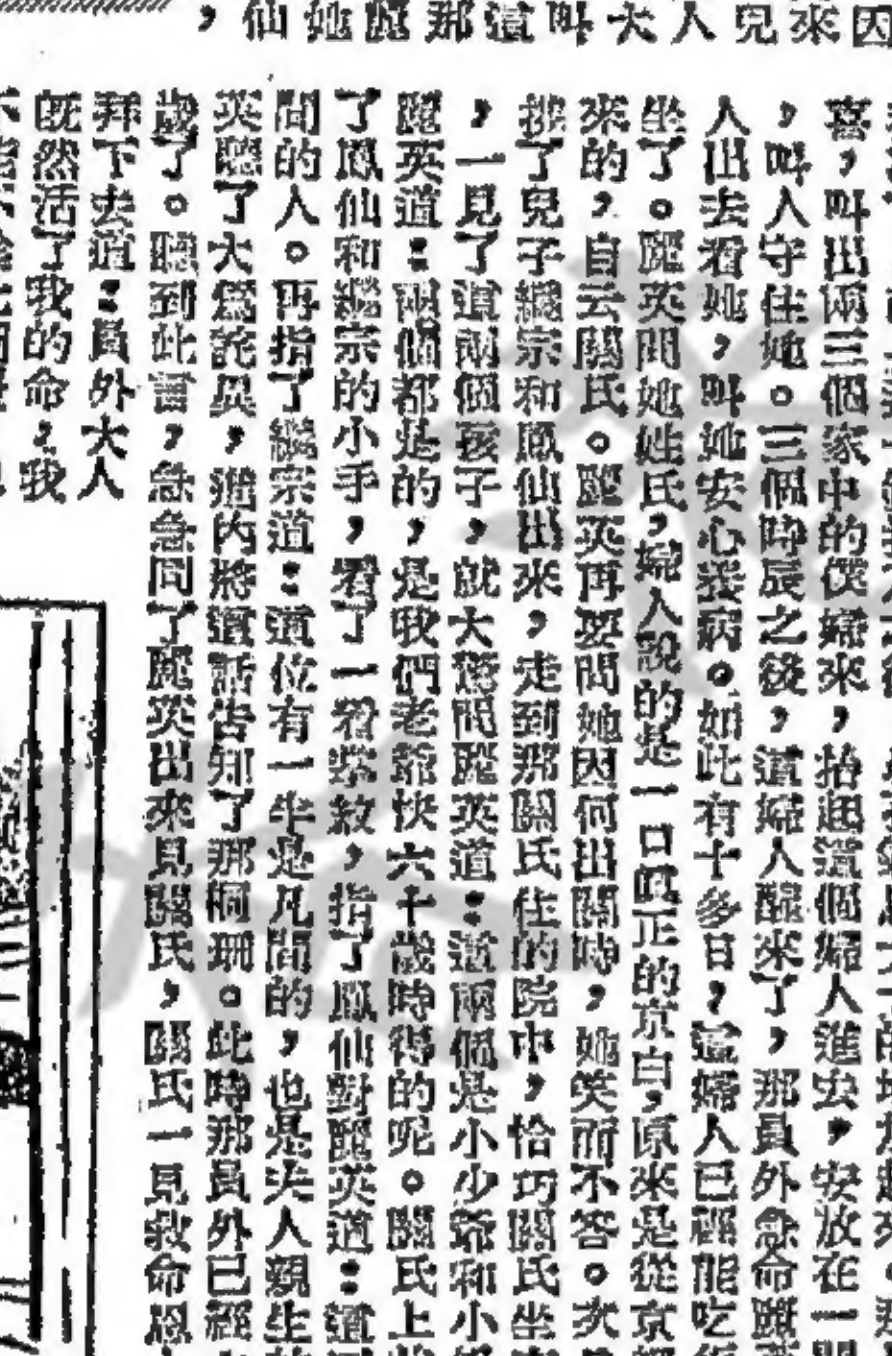 因來兒人大叫道那麗她仙，
喜，叫出兩三個家中的僕婦來，抬起這個婦人進去，安放在一間
，叫人守住她。三個時辰之後，這婦人醒來了，那員外急命麗英
人出去看她，叫她安心養病。如此有十多日，這婦人已經能吃飯
坐了。麗英問她姓氏，婦人說的是一口真正的京白，原來是從京
來的，自云關氏。麗英再要問她因何出關時，她笑而不答。次
抱了兒子繼宗和鳳仙出來，走到那關氏住的院中，恰巧關氏坐
，一見了這兩個孩子，就大驚問麗英道：這兩個是小少爺和小
麗英道：兩個都是的，是我們老爺快六十歲時得的呢。關氏上
了鳳仙和繼宗的小手，看了一看掌紋，指了鳳仙對麗英道：這
間的人。再指了繼宗道：這位有一半是凡間的，也是夫人親生
英聽了大為詫異，進內將這話告知了那桐珊。此時那員外已經
歲了。聽到此言，急急同了麗英出來見關氏，關氏一見救命恩
拜下去道：員外大人
既然活了我的命，我